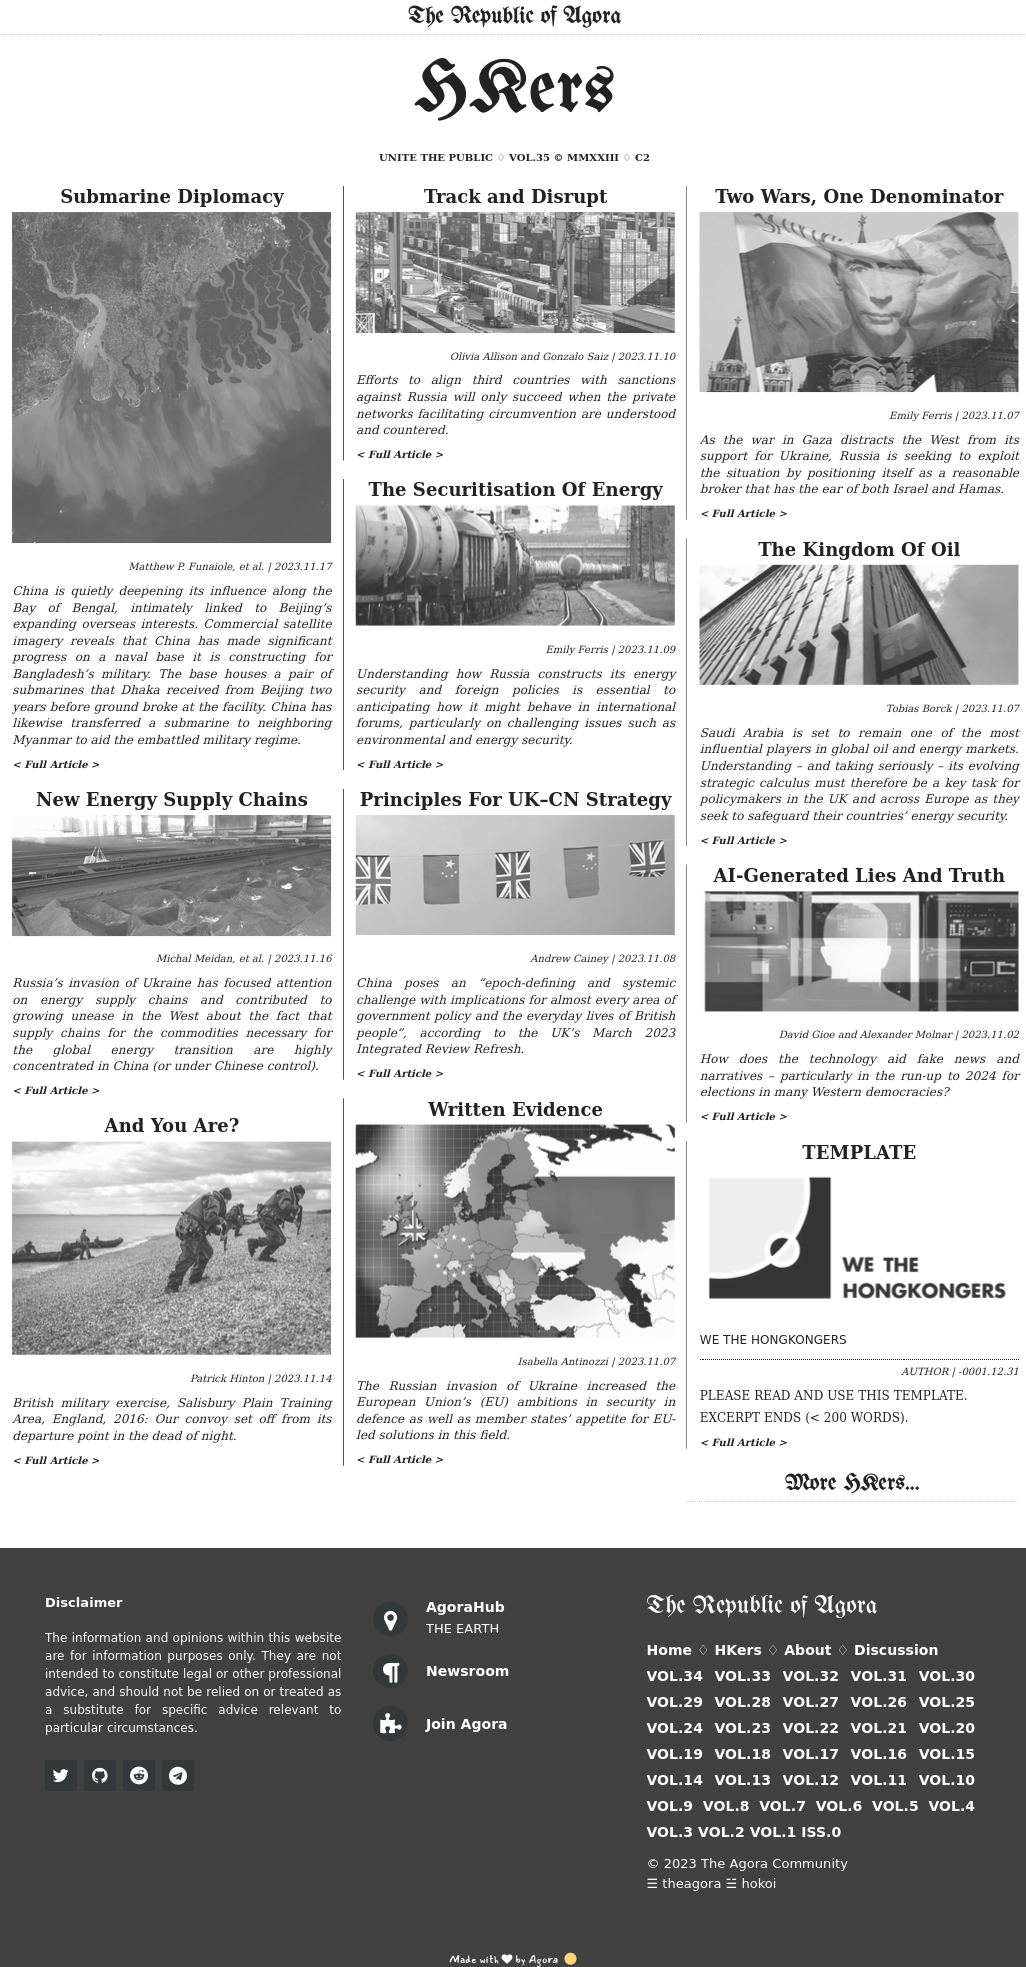 The Republic of Agora
HKers
UNITE THE PUBLIC ♢ VOL.35 © MMXXIII ♢ C2
Submarine Diplomacy
Matthew P. Funaiole, et al. | 2023.11.17
China is quietly deepening its influence along the
Bay of Bengal, intimately linked to Beijing’s
expanding overseas interests. Commercial satellite
imagery reveals that China has made significant
progress on a naval base it is constructing for
Bangladesh’s military. The base houses a pair of
submarines that Dhaka received from Beijing two
years before ground broke at the facility. China has
likewise transferred a submarine to neighboring
Myanmar to aid the embattled military regime.
< Full Article >
New Energy Supply Chains
Michal Meidan, et al. | 2023.11.16
Russia’s invasion of Ukraine has focused attention
on energy supply chains and contributed to
growing unease in the West about the fact that
supply chains for the commodities necessary for
the global energy transition are highly
concentrated in China (or under Chinese control).
< Full Article >
And You Are?
Patrick Hinton | 2023.11.14
British military exercise, Salisbury Plain Training
Area, England, 2016: Our convoy set off from its
departure point in the dead of night.
< Full Article >
Track and Disrupt
Olivia Allison and Gonzalo Saiz | 2023.11.10
Efforts to align third countries with sanctions
against Russia will only succeed when the private
networks facilitating circumvention are understood
and countered.
< Full Article >
The Securitisation Of Energy
Emily Ferris | 2023.11.09
Understanding how Russia constructs its energy
security and foreign policies is essential to
anticipating how it might behave in international
forums, particularly on challenging issues such as
environmental and energy security.
< Full Article >
Principles For UK–CN Strategy
Andrew Cainey | 2023.11.08
China poses an “epoch-defining and systemic
challenge with implications for almost every area of
government policy and the everyday lives of British
people”, according to the UK’s March 2023
Integrated Review Refresh.
< Full Article >
Written Evidence
Isabella Antinozzi | 2023.11.07
The Russian invasion of Ukraine increased the
European Union’s (EU) ambitions in security in
defence as well as member states’ appetite for EU-
led solutions in this field.
< Full Article >
Two Wars, One Denominator
Emily Ferris | 2023.11.07
As the war in Gaza distracts the West from its
support for Ukraine, Russia is seeking to exploit
the situation by positioning itself as a reasonable
broker that has the ear of both Israel and Hamas.
< Full Article >
The Kingdom Of Oil
Tobias Borck | 2023.11.07
Saudi Arabia is set to remain one of the most
influential players in global oil and energy markets.
Understanding – and taking seriously – its evolving
strategic calculus must therefore be a key task for
policymakers in the UK and across Europe as they
seek to safeguard their countries’ energy security.
< Full Article >
AI-Generated Lies And Truth
David Gioe and Alexander Molnar | 2023.11.02
How does the technology aid fake news and
narratives – particularly in the run-up to 2024 for
elections in many Western democracies?
< Full Article >
TEMPLATE
WE THE
HONGKONGERS
WE THE HONGKONGERS
AUTHOR | -0001.12.31
PLEASE READ AND USE THIS TEMPLATE.
EXCERPT ENDS (< 200 WORDS).
< Full Article >
More HKers...
Disclaimer
The information and opinions within this website
are for information purposes only. They are not
intended to constitute legal or other professional
advice, and should not be relied on or treated as
a substitute for specific advice relevant to
particular circumstances.
AgoraHub
THE EARTH
Newsroom
Join Agora
The Republic of Agora
Home ♢ HKers ♢ About ♢ Discussion
VOL.34 VOL.33 VOL.32 VOL.31 VOL.30
VOL.29 VOL.28 VOL.27 VOL.26 VOL.25
VOL.24 VOL.23 VOL.22 VOL.21 VOL.20
VOL.19 VOL.18 VOL.17 VOL.16 VOL.15
VOL.14 VOL.13 VOL.12 VOL.11 VOL.10
VOL.9 VOL.8 VOL.7 VOL.6 VOL.5 VOL.4
VOL.3 VOL.2 VOL.1 ISS.0
© 2023 The Agora Community
☰ theagora ☱ hokoi
Made with ♥ by Agora